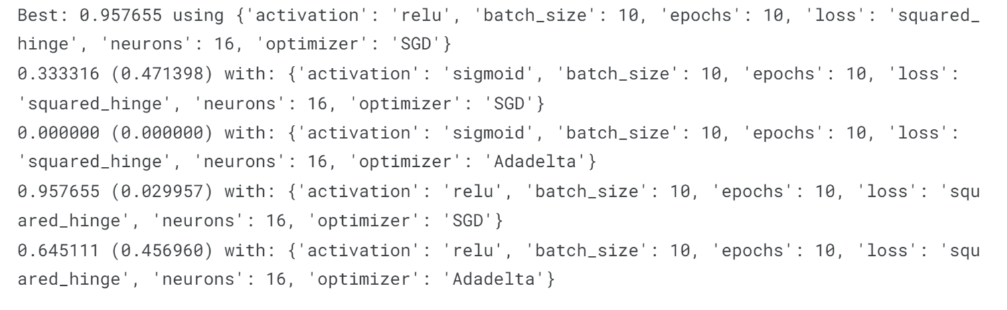 Best: 0.957655 using {'activation': 'relu', 'batch_size': 10, 'epochs': 10, 'loss': 'squared_
hinge', 'neurons': 16, 'optimizer': 'SGD'}
0.333316 (0.471398) with: {'activation': 'sigmoid', 'batch_size': 10, 'epochs': 10, 'loss':
'squared_hinge', 'neurons': 16, 'optimizer': 'SGD'}
0.000000 (0.000000) with: {'activation': 'sigmoid', 'batch_size': 10, 'epochs': 10, 'loss':
'squared_hinge', 'neurons': 16, 'optimizer': 'Adadelta'}
0.957655 (0.029957) with: {'activation': 'relu', 'batch_size': 10, 'epochs': 10, 'loss': 'squ
ared_hinge', 'neurons': 16, 'optimizer': 'SGD'}
0.645111 (0.456960) with: {'activation': 'relu', 'batch_size': 10, 'epochs': 10, 'loss': 'squ
ared_hinge', 'neurons': 16, 'optimizer': 'Adadelta'}